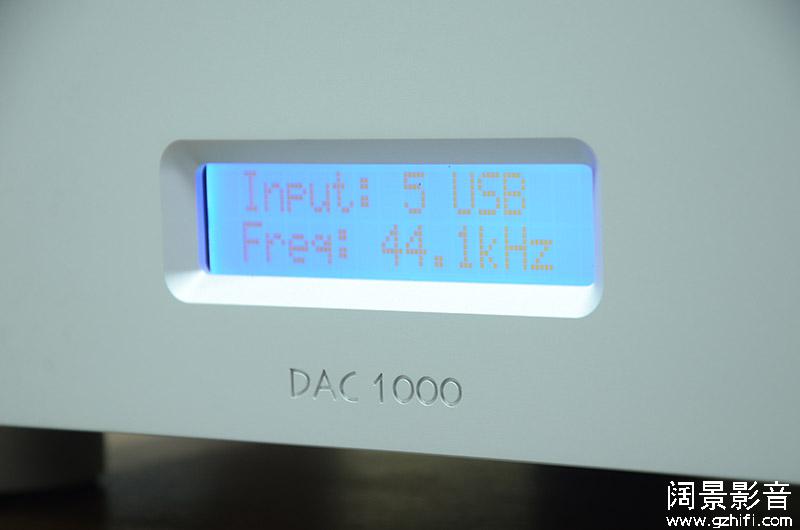 Input: 5 USB
Freq: 44.1kHz
DAC 1000
阔景影音
www.gzhifi.com